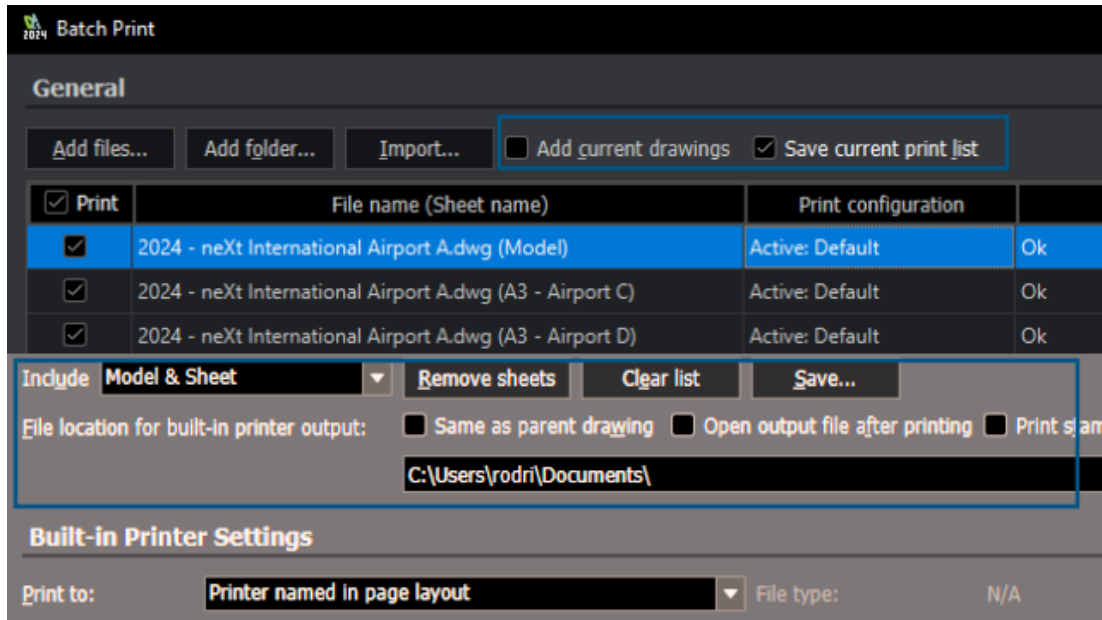 2024 Batch Print
General
Add files... Add folder... Import... Add current drawings Save current print list
Print File name (Sheet name) Print configuration
2024 - neXt International Airport A.dwg (Model) Active: Default Ok
2024 - neXt International Airport A.dwg (A3 - Airport C) Active: Default Ok
2024 - neXt International Airport A.dwg (A3 - Airport D) Active: Default Ok
Include Model & Sheet Remove sheets Clear list Save...
File location for built-in printer output: Same as parent drawing Open output file after printing Print
C:\Users\rodri\Documents\
Built-in Printer Settings
Print to: Printer named in page layout File type: N/A